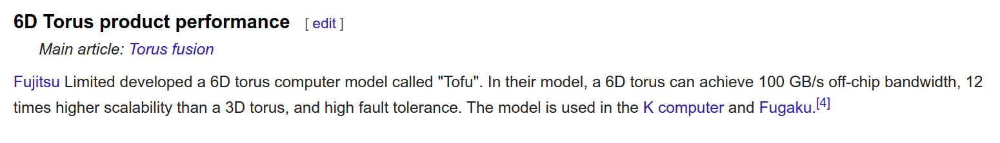 6D Torus product performance [ edit ]
Main article: Torus fusion
Fujitsu Limited developed a 6D torus computer model called "Tofu". In their model, a 6D torus can achieve 100 GB/s off-chip bandwidth, 12
times higher scalability than a 3D torus, and high fault tolerance. The model is used in the K computer and Fugaku.[4]